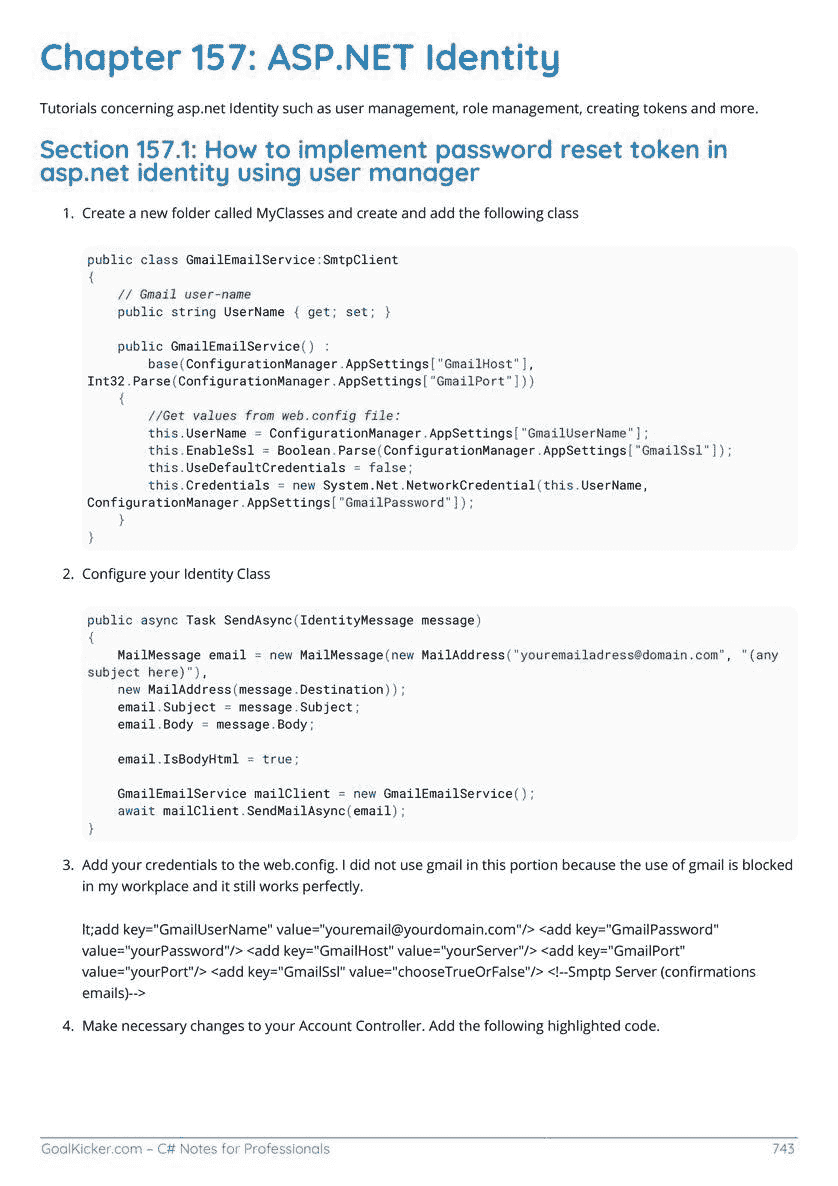 Chapter 157: ASP.NET Identity
Tutorials concerning asp.net Identity such as user management, role management, creating tokens and more.
Section 157.1: How to implement password reset token in
asp.net identity using user manager
1. Create a new folder called MyClasses and create and add the following class
public class GmailEmailService:SmtpClient
{
    // Gmail user-name
    public string UserName { get; set; }

    public GmailEmailService() :
        base(ConfigurationManager.AppSettings["GmailHost"],
Int32.Parse(ConfigurationManager.AppSettings["GmailPort"]))
    {
        //Get values from web.config file:
        this.UserName = ConfigurationManager.AppSettings["GmailUserName"];
        this.EnableSsl = Boolean.Parse(ConfigurationManager.AppSettings["GmailSsl"]);
        this.UseDefaultCredentials = false;
        this.Credentials = new System.Net.NetworkCredential(this.UserName,
ConfigurationManager.AppSettings["GmailPassword"]);
    }
}
2. Configure your Identity Class
public async Task SendAsync(IdentityMessage message)
{
    MailMessage email = new MailMessage(new MailAddress("youremailadress@domain.com", "(any
subject here)"),
    new MailAddress(message.Destination));
    email.Subject = message.Subject;
    email.Body = message.Body;

    email.IsBodyHtml = true;

    GmailEmailService mailClient = new GmailEmailService();
    await mailClient.SendMailAsync(email);
}
3. Add your credentials to the web.config. I did not use gmail in this portion because the use of gmail is blocked
in my workplace and it still works perfectly.
lt;add key="GmailUserName" value="youremail@yourdomain.com"/> <add key="GmailPassword"
value="yourPassword"/> <add key="GmailHost" value="yourServer"/> <add key="GmailPort"
value="yourPort"/> <add key="GmailSsl" value="chooseTrueOrFalse"/> <!--Smptp Server (confirmations
emails)-->
4. Make necessary changes to your Account Controller. Add the following highlighted code.
GoalKicker.com – C# Notes for Professionals
743